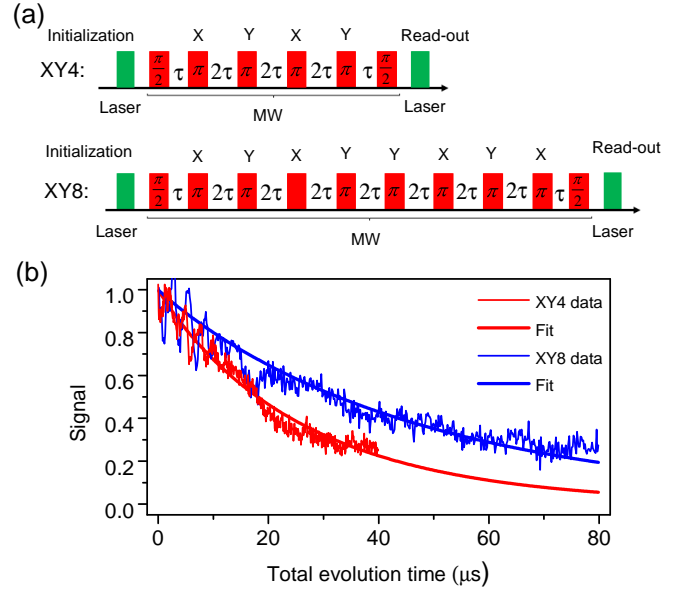 (a)
Initialization X Y X Y Read-out
XY4: π/2 τ π 2τ π 2τ π 2τ π τ π/2
Laser MW Laser
Initialization X Y X Y Y X Y X Read-out
XY8: π/2 τ π 2τ π 2τ 2τ π 2τ π 2τ π 2τ π 2τ π τ π/2
Laser MW Laser
(b)
1.0
0.8
0.6
0.4
0.2
0.0
Signal
XY4 data
Fit
XY8 data
Fit
0 20 40 60 80
Total evolution time (μs)